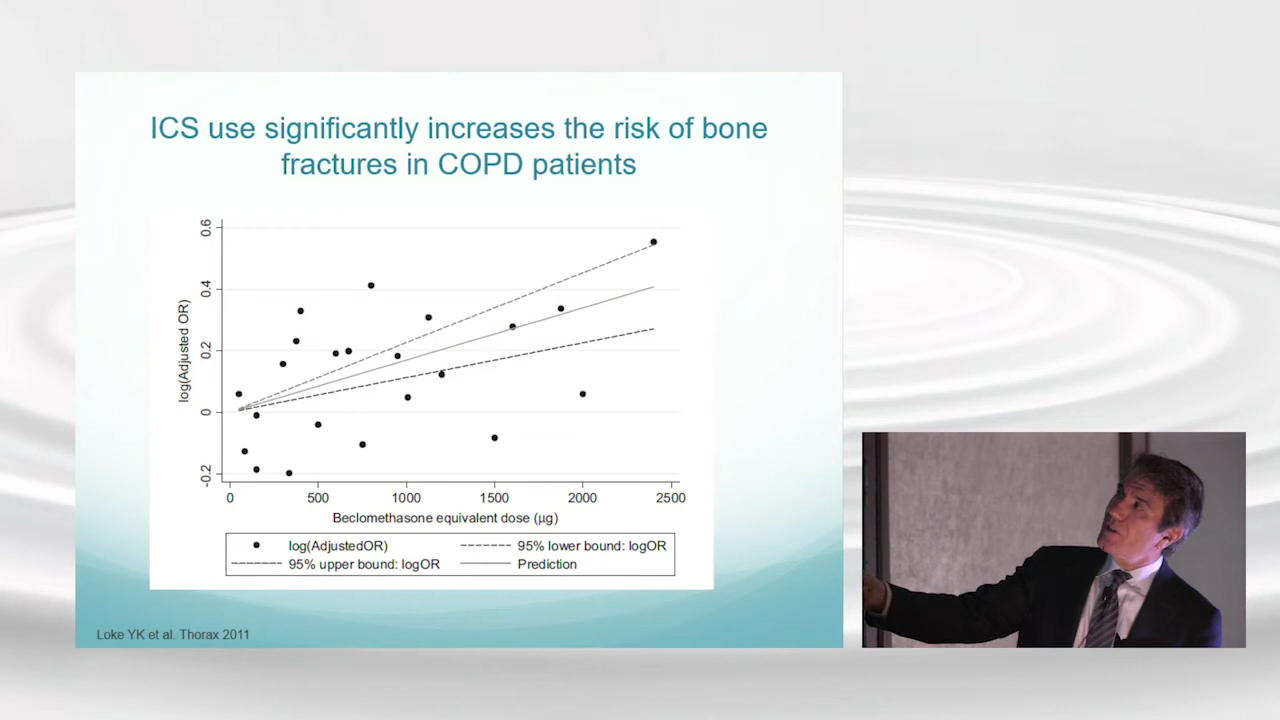 ICS use significantly increases the risk of bone
fractures in COPD patients
0.6
0.4
0.2
0
-0.2
log(Adjusted OR)
0 500 1000 1500 2000 2500
Beclomethasone equivalent dose (µg)
log(AdjustedOR) 95% lower bound: logOR
95% upper bound: logOR Prediction
Loke YK et al. Thorax 2011